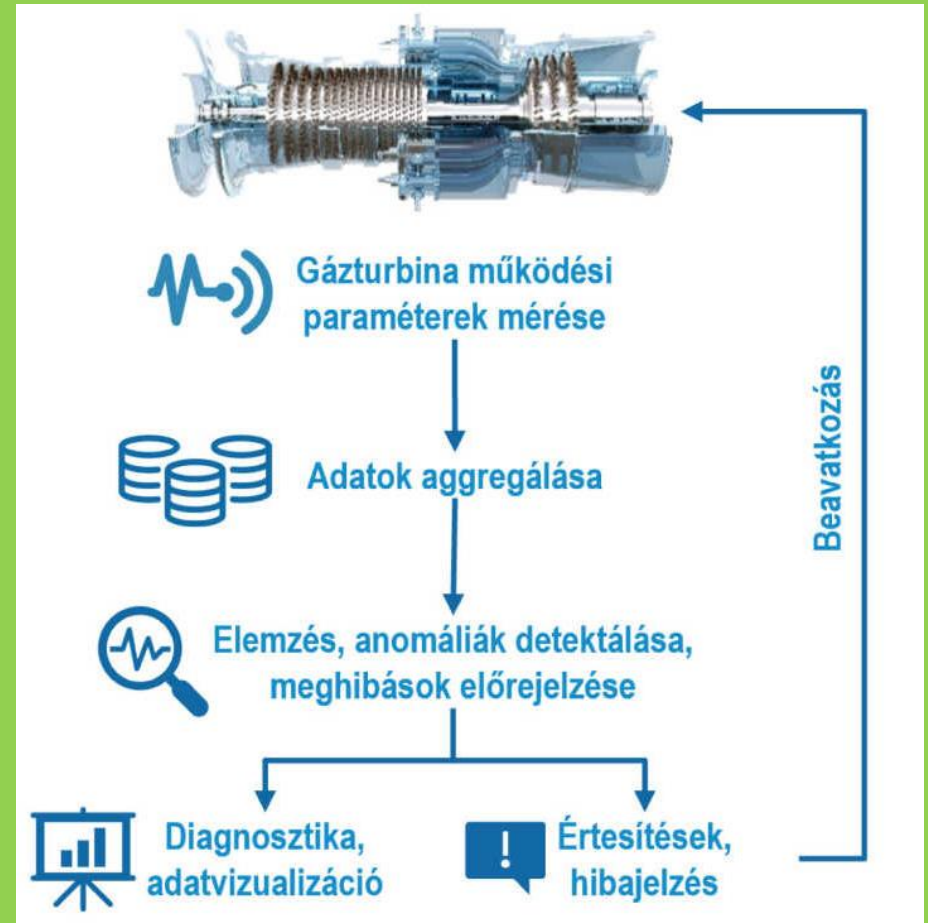 Gázturbina működési
paraméterek mérése
Adatok aggregálása
Elemzés, anomáliák detektálása,
meghibások előrejelzése
Diagnosztika,
adatvizualizáció
Értesítések,
hibajelzés
Beavatkozás